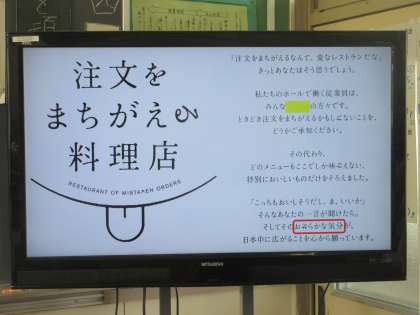 注文を
まちがえる
料理店
RESTAURANT OF MISTAKEN ORDERS
「注文をまちがえるなんて、変なレストランだな」
きっとあなたはそう思うでしょう。
私たちのホールで働く従業員は、
みんな
の方々です。
ときどき注文をまちがえるかもしれないことを、
どうかご承知ください。
その代わり、
どのメニューもここでしか味わえない、
特別においしいものだけをそろえました。
「こっちもおいしそうだし、ま、いいか」
そんなあなたの一言が聞けたら。
そしてそのおおらかな気分が、
日本中に広がることを心から願っています。
MITSUBISHI